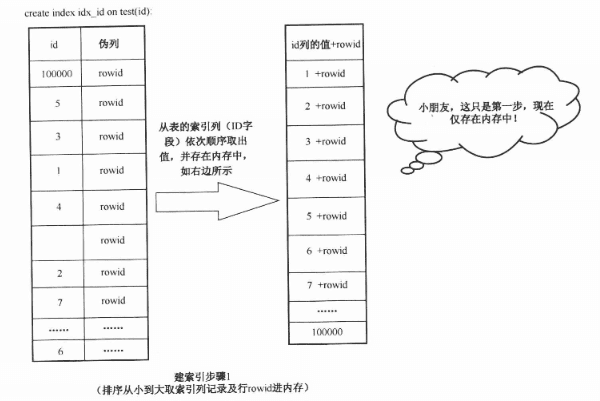 create index idx_id on test(id):
id 伪列
100000 rowid
5 rowid
3 rowid
1 rowid
4 rowid
rowid
2 rowid
7 rowid
...... ......
6 ......
从表的索引列（ID字
段）依次顺序取出
值，并存在内存中，
如右边所示
id列的值+rowid
1 +rowid
2 +rowid
3 +rowid
4 +rowid
5 +rowid
6 +rowid
7 +rowid
......
100000
小朋友，这只是第一步，现在
仅存在内存中！
建索引步骤1
（排序从小到大取索引列记录及行rowid进内存）